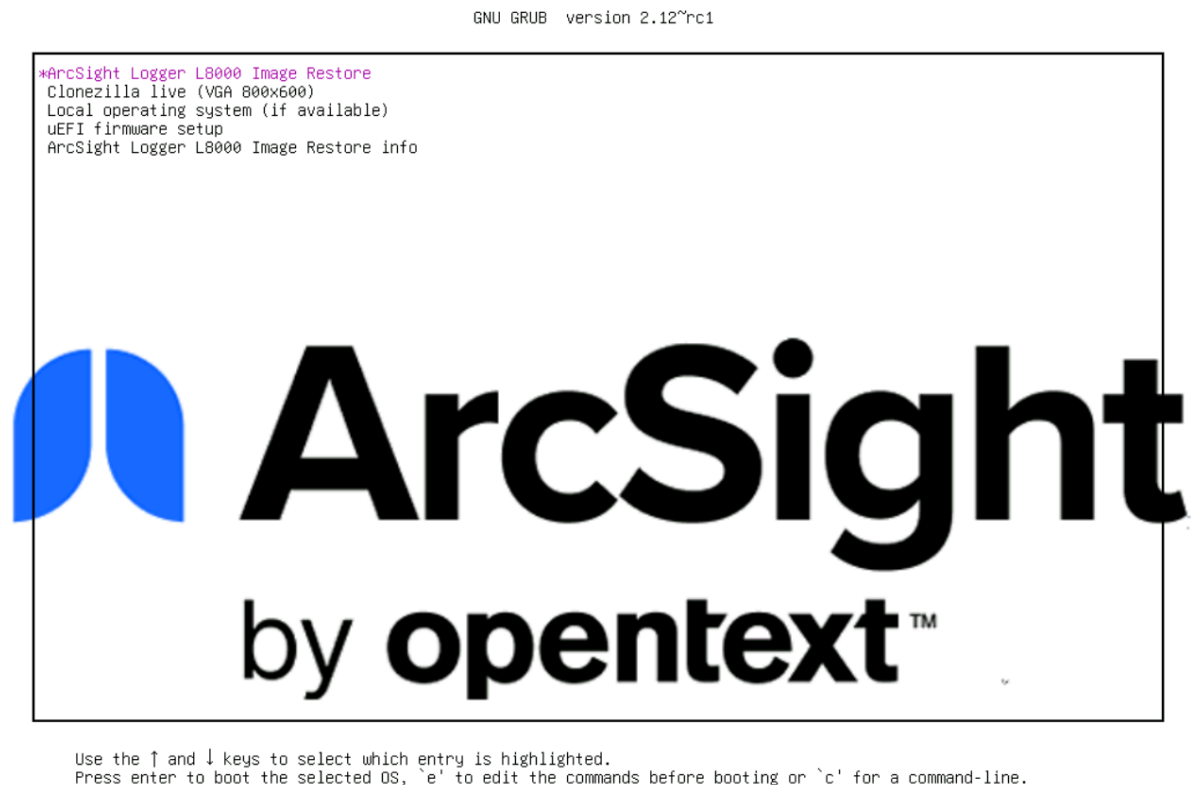 GNU GRUB  version 2.12~rc1
*ArcSight Logger L8000 Image Restore
Clonezilla live (VGA 800x600)
Local operating system (if available)
uEFI firmware setup
ArcSight Logger L8000 Image Restore info
ArcSight
by opentext™
Use the ↑ and ↓ keys to select which entry is highlighted.
Press enter to boot the selected OS, `e' to edit the commands before booting or `c' for a command-line.